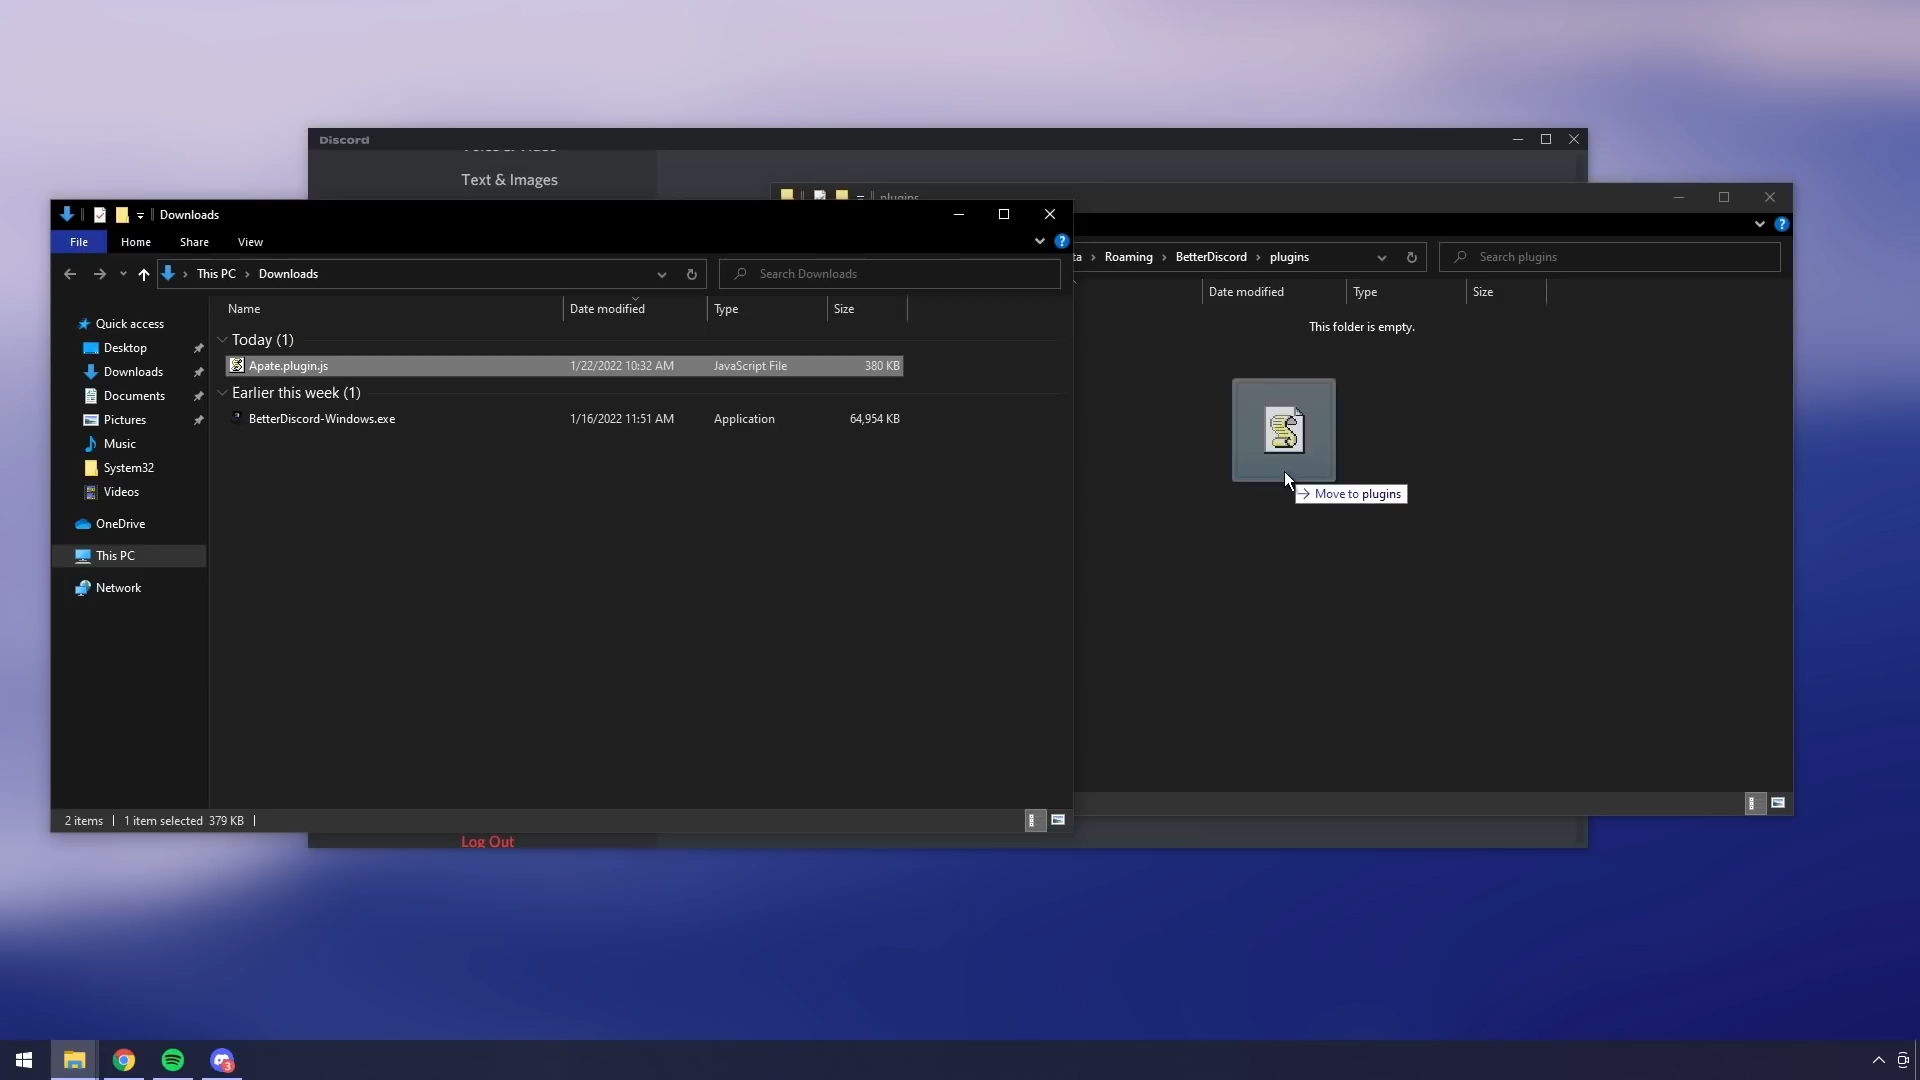 Discord
Text & Images
plugins
Downloads
File Home Share View
This PC > Downloads
Search Downloads
Roaming > BetterDiscord > plugins
Search plugins
Name Date modified Type Size
Date modified Type Size
This folder is empty.
Quick access
Desktop
Downloads
Documents
Pictures
Music
System32
Videos
OneDrive
This PC
Network
Today (1)
Apate.plugin.js 1/22/2022 10:32 AM JavaScript File 380 KB
Earlier this week (1)
BetterDiscord-Windows.exe 1/16/2022 11:51 AM Application 64,954 KB
Move to plugins
2 items 1 item selected 379 KB
Log Out
3